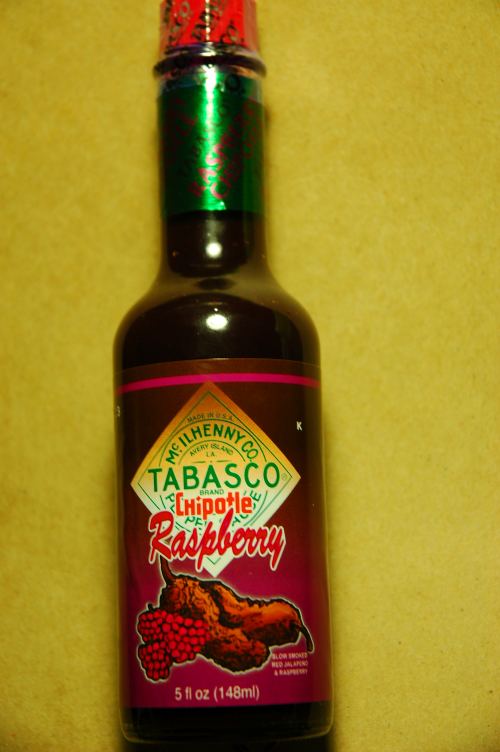 K
MADE IN U.S.A.
McILHENNY CO.
AVERY ISLAND
LA.
TABASCO®
BRAND
CHipotle
Raspberry
SLOW SMOKED
RED JALAPEÑO
& RASPBERRY
5 fl oz (148ml)